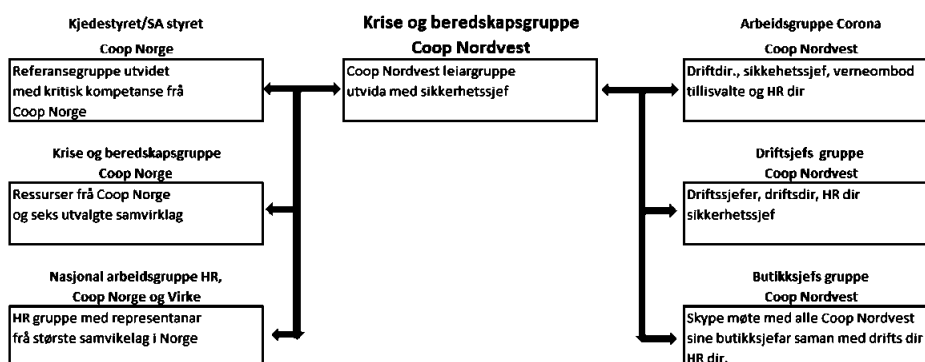 Kjedestyret/SA styret
Coop Norge
Referansegruppe utvidet
med kritisk kompetanse frå
Coop Norge
Krise og beredskapsgruppe
Coop Norge
Ressurser frå Coop Norge
og seks utvalgte samvirklag
Nasjonal arbeidsgruppe HR,
Coop Norge og Virke
HR gruppe med representanar
frå største samvikelag i Norge
Krise og beredskapsgruppe
Coop Nordvest
Coop Nordvest leiargruppe
utvida med sikkerhetssjef
Arbeidsgruppe Corona
Coop Nordvest
Driftdir., sikkehetssjef, verneombod
tillisvalte og HR dir
Driftsjefs gruppe
Coop Nordvest
Driftssjefer, driftsdir, HR dir
sikkerhetssjef
Butikksjefs gruppe
Coop Nordvest
Skype møte med alle Coop Nordvest
sine butikksjefar saman med drifts dir
HR dir.